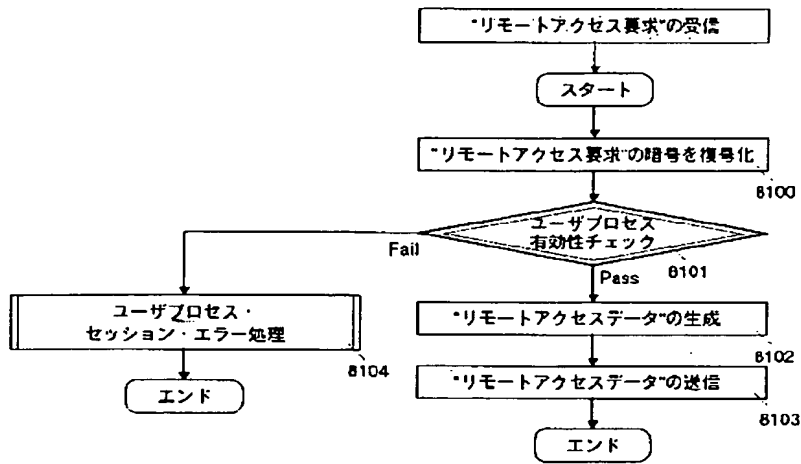 "リモートアクセス要求"の受信
スタート
"リモートアクセス要求"の暗号を復号化
8100
ユーザプロセス
有効性チェック
8101
Fail
Pass
ユーザプロセス・
セッション・エラー処理
8104
エンド
"リモートアクセスデータ"の生成
8102
"リモートアクセスデータ"の送信
8103
エンド